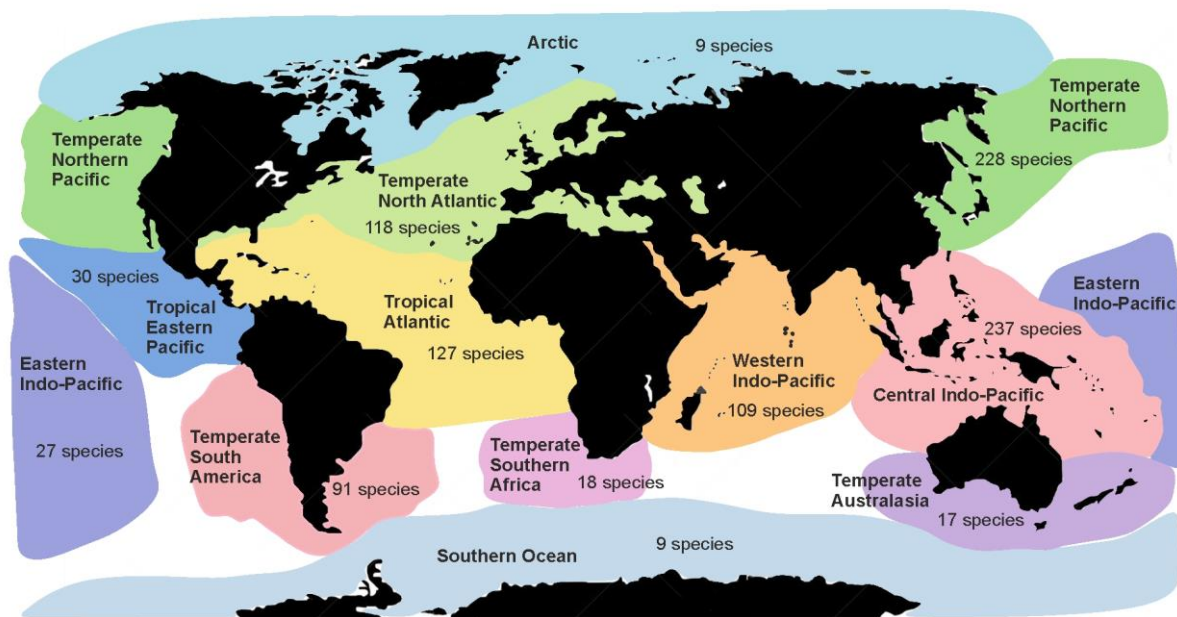 Arctic
9 species
Temperate
Northern
Pacific
Temperate
Northern
Pacific
228 species
Temperate
North Atlantic
118 species
30 species
Tropical
Eastern
Pacific
Tropical
Atlantic
127 species
Eastern
Indo-Pacific
237 species
Eastern
Indo-Pacific
27 species
Western
Indo-Pacific
109 species
Central Indo-Pacific
Temperate
South
America
91 species
Temperate
Southern
Africa
18 species
Temperate
Australasia
17 species
Southern Ocean
9 species